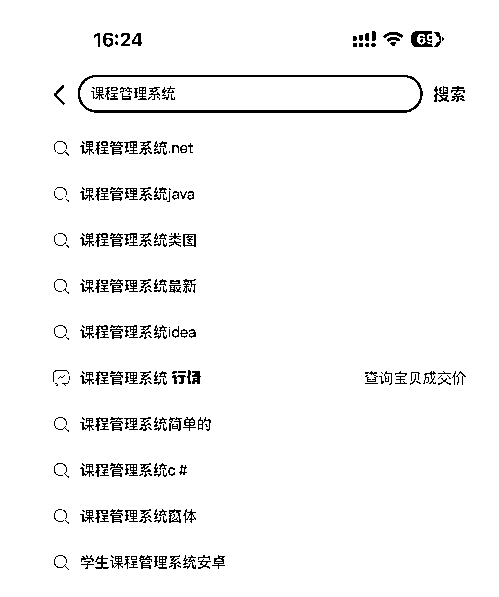 16:24 69
课程管理系统 搜索
课程管理系统.net
课程管理系统java
课程管理系统类图
课程管理系统最新
课程管理系统idea
课程管理系统 行情 查询宝贝成交价
课程管理系统简单的
课程管理系统c#
课程管理系统窗体
学生课程管理系统安卓